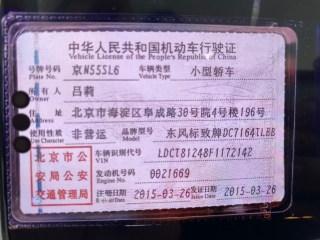 中华人民共和国机动车行驶证
Vehicle License of the People's Republic of China
号牌号码 京N55SL6 车辆类型 小型轿车
Plate No. Vehicle Type
所有人 吕莉
Owner
住址 北京市海淀区阜成路30号院4号楼196号
Address
使用性质 非营运 品牌型号 东风标致牌DC7164TLBB
Use Character Model
北京市公
安局公安
交通管理局
车辆识别代号 LDCT81248F1172142
VIN
发动机号码 0021669
Engine No.
注册日期 2015-03-26 发证日期 2015-03-26
Register Date Issue Date